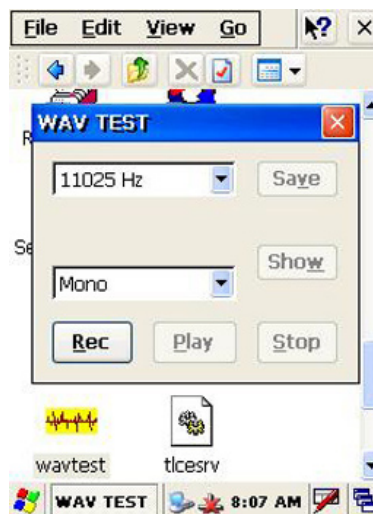 File Edit View Go
WAV TEST
11025 Hz
Save
Show
Mono
Rec Play Stop
wavtest tlcesrv
WAV TEST 8:07 AM